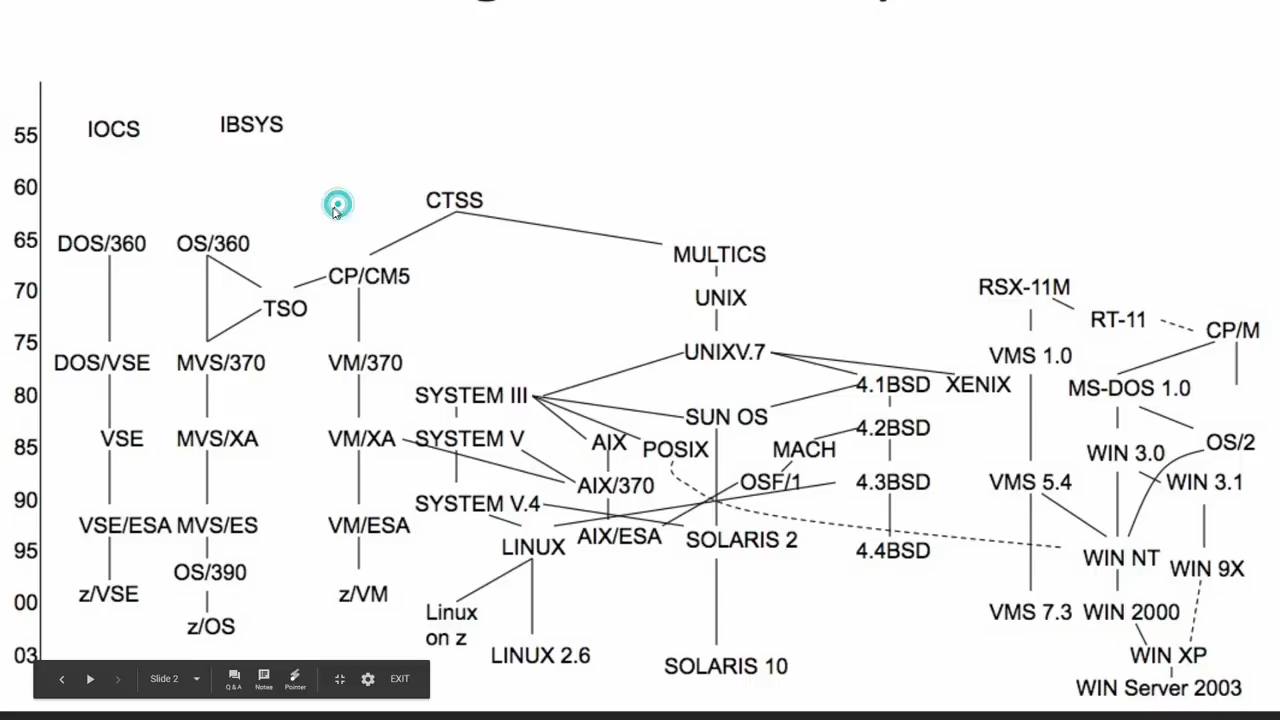 55
IOCS
IBSYS
60
CTSS
65
DOS/360
OS/360
MULTICS
70
CP/CM5
TSO
UNIX
RSX-11M
RT-11
CP/M
75
DOS/VSE
MVS/370
VM/370
UNIXV.7
VMS 1.0
80
SYSTEM III
SUN OS
4.1BSD
XENIX
MS-DOS 1.0
85
VSE
MVS/XA
VM/XA
SYSTEM V
AIX
POSIX
MACH
4.2BSD
WIN 3.0
OS/2
90
SYSTEM V.4
AIX/370
OSF/1
4.3BSD
VMS 5.4
WIN 3.1
VSE/ESA
MVS/ES
VM/ESA
95
LINUX
AIX/ESA
SOLARIS 2
4.4BSD
WIN NT
WIN 9X
OS/390
00
z/VSE
z/OS
z/VM
Linux
on z
VMS 7.3
WIN 2000
03
LINUX 2.6
SOLARIS 10
WIN XP
WIN Server 2003
Slide 2
Q & A
Notes
Pointer
EXIT